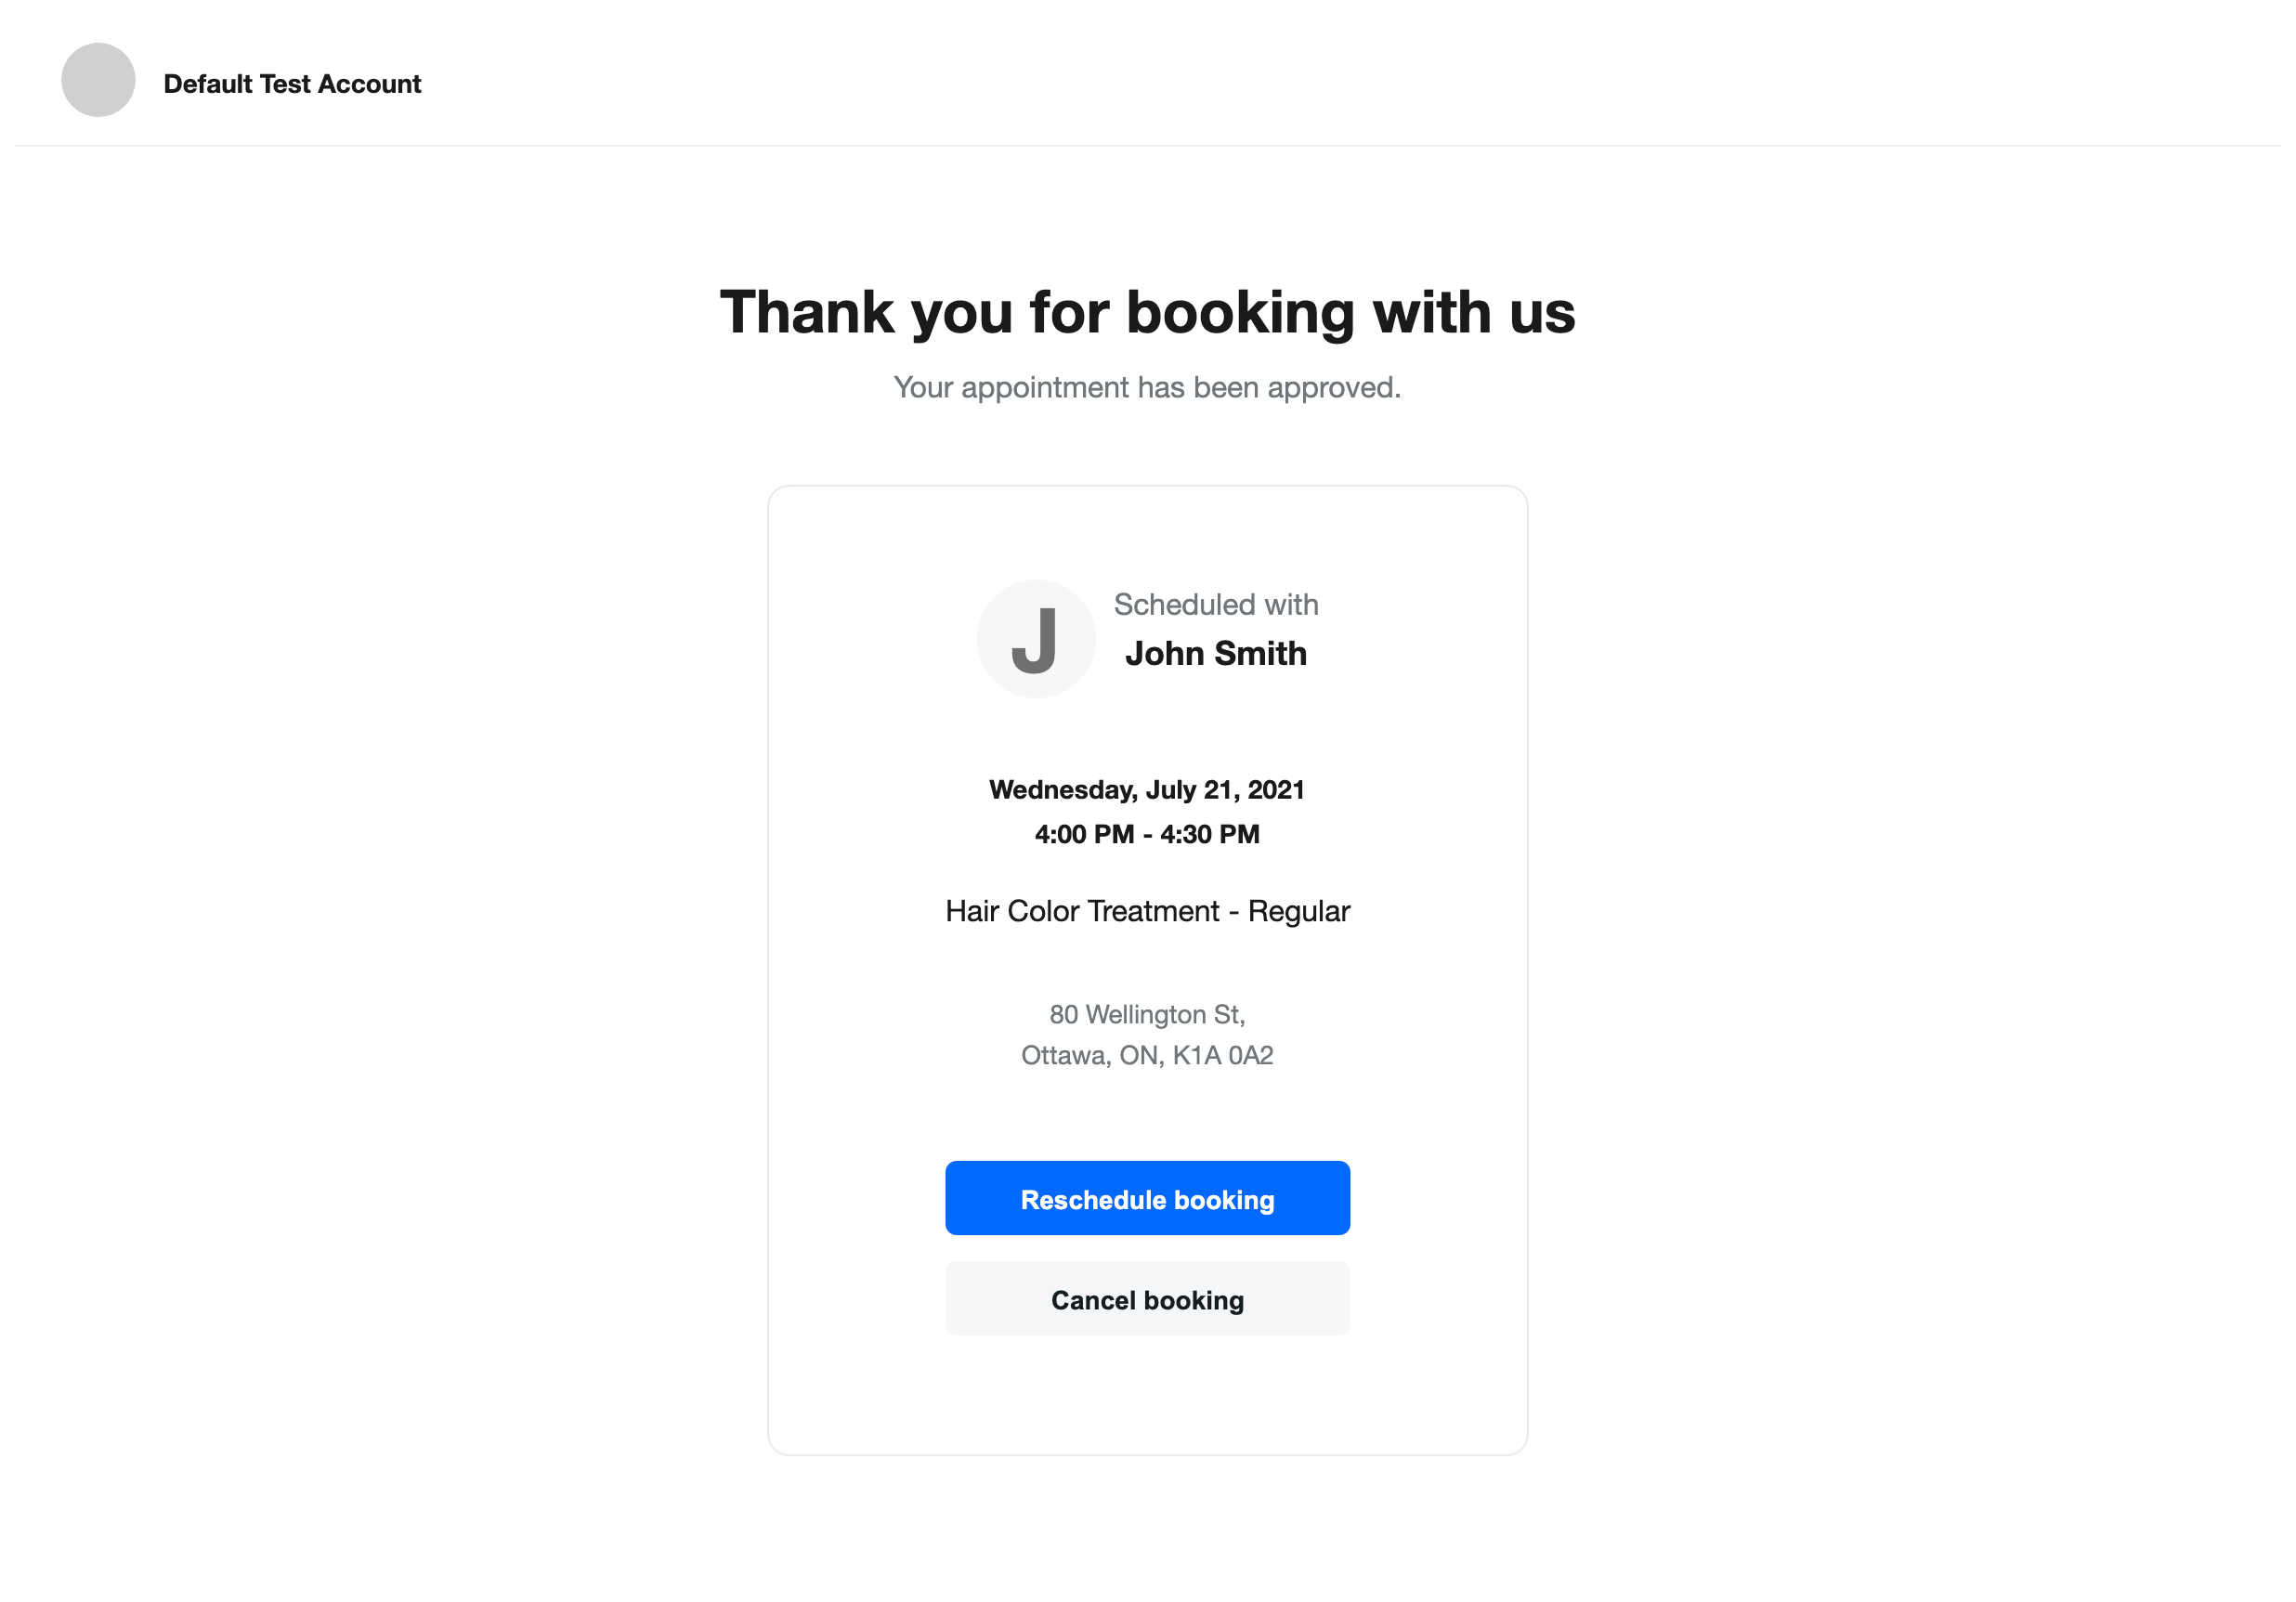 Default Test Account
Thank you for booking with us
Your appointment has been approved.
J
Scheduled with
John Smith
Wednesday, July 21, 2021
4:00 PM - 4:30 PM
Hair Color Treatment - Regular
80 Wellington St,
Ottawa, ON, K1A 0A2
Reschedule booking
Cancel booking